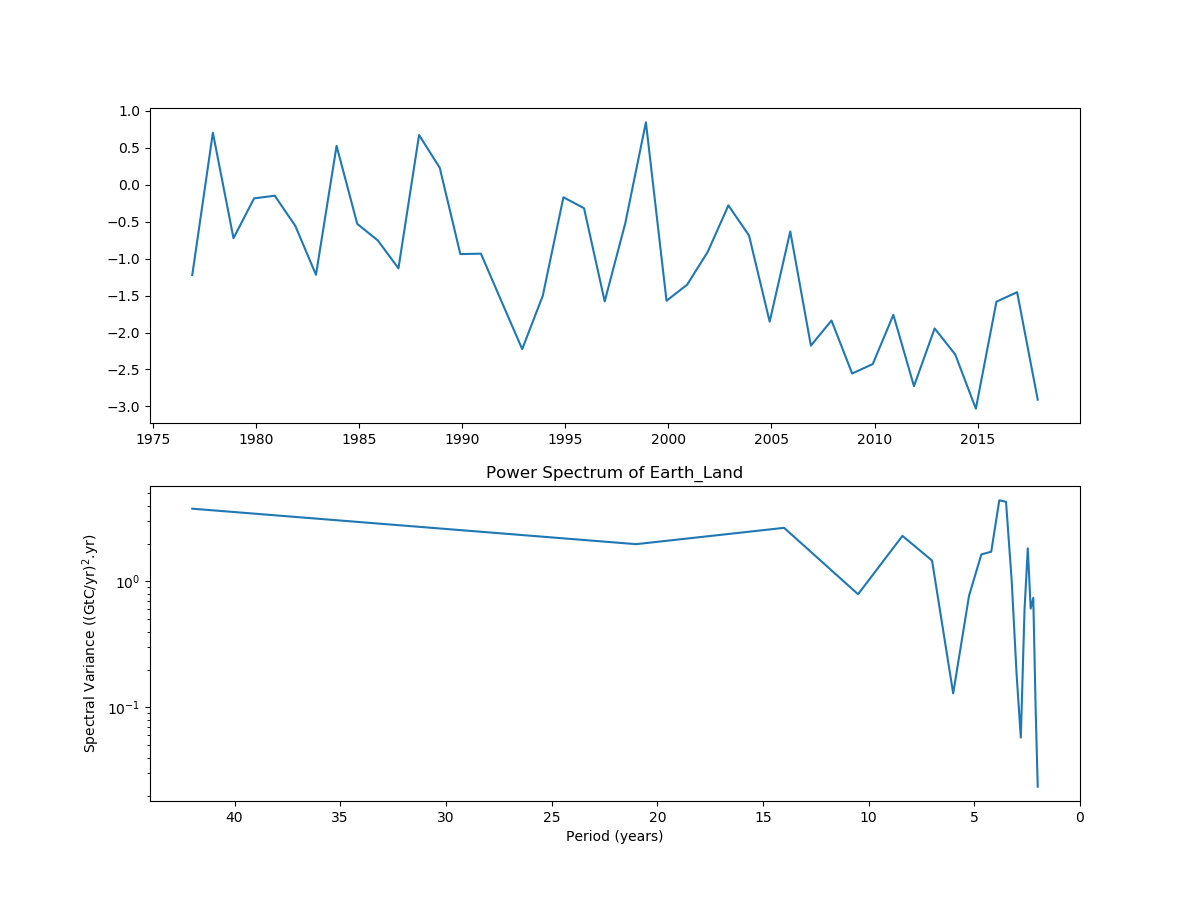 1.0
0.5
0.0
−0.5
−1.0
−1.5
−2.0
−2.5
−3.0
1975 1980 1985 1990 1995 2000 2005 2010 2015
Power Spectrum of Earth_Land
Spectral Variance ((GtC/yr)².yr)
10⁰
10⁻¹
40 35 30 25 20 15 10 5 0
Period (years)